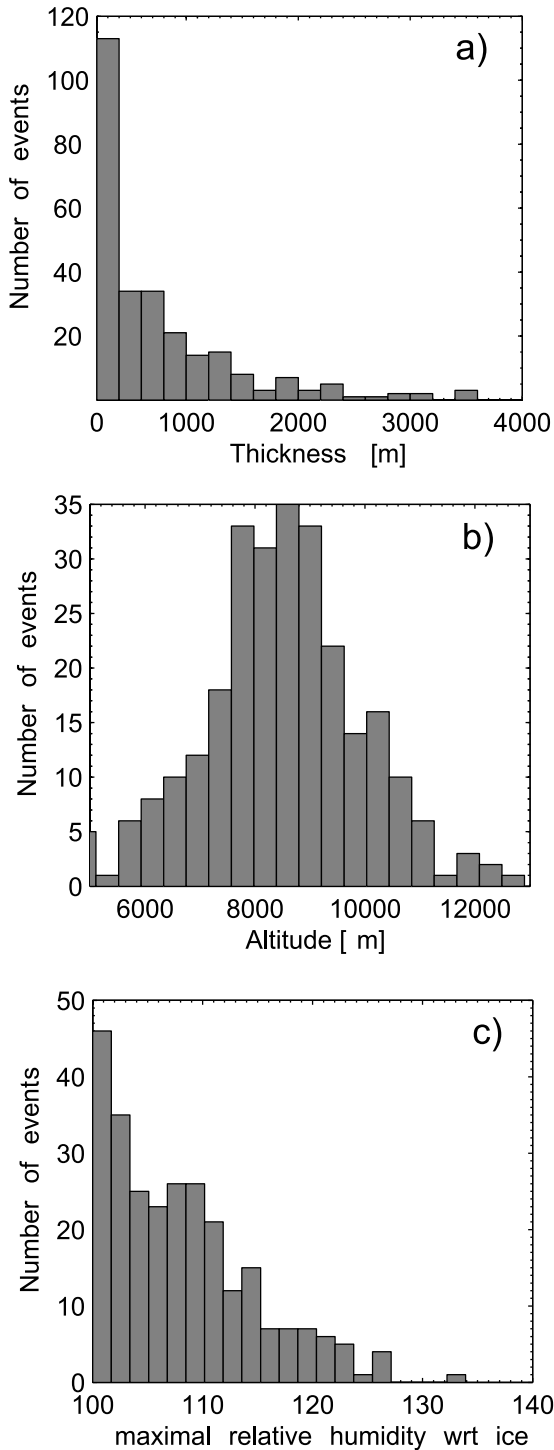 120
a)
100
80
60
40
20
Number of events
0 1000 2000 3000 4000
Thickness [m]
35
b)
30
25
20
15
10
5
0
Number of events
6000 8000 10000 12000
Altitude [ m]
50
c)
40
30
20
10
0
Number of events
100 110 120 130 140
maximal relative humidity wrt ice